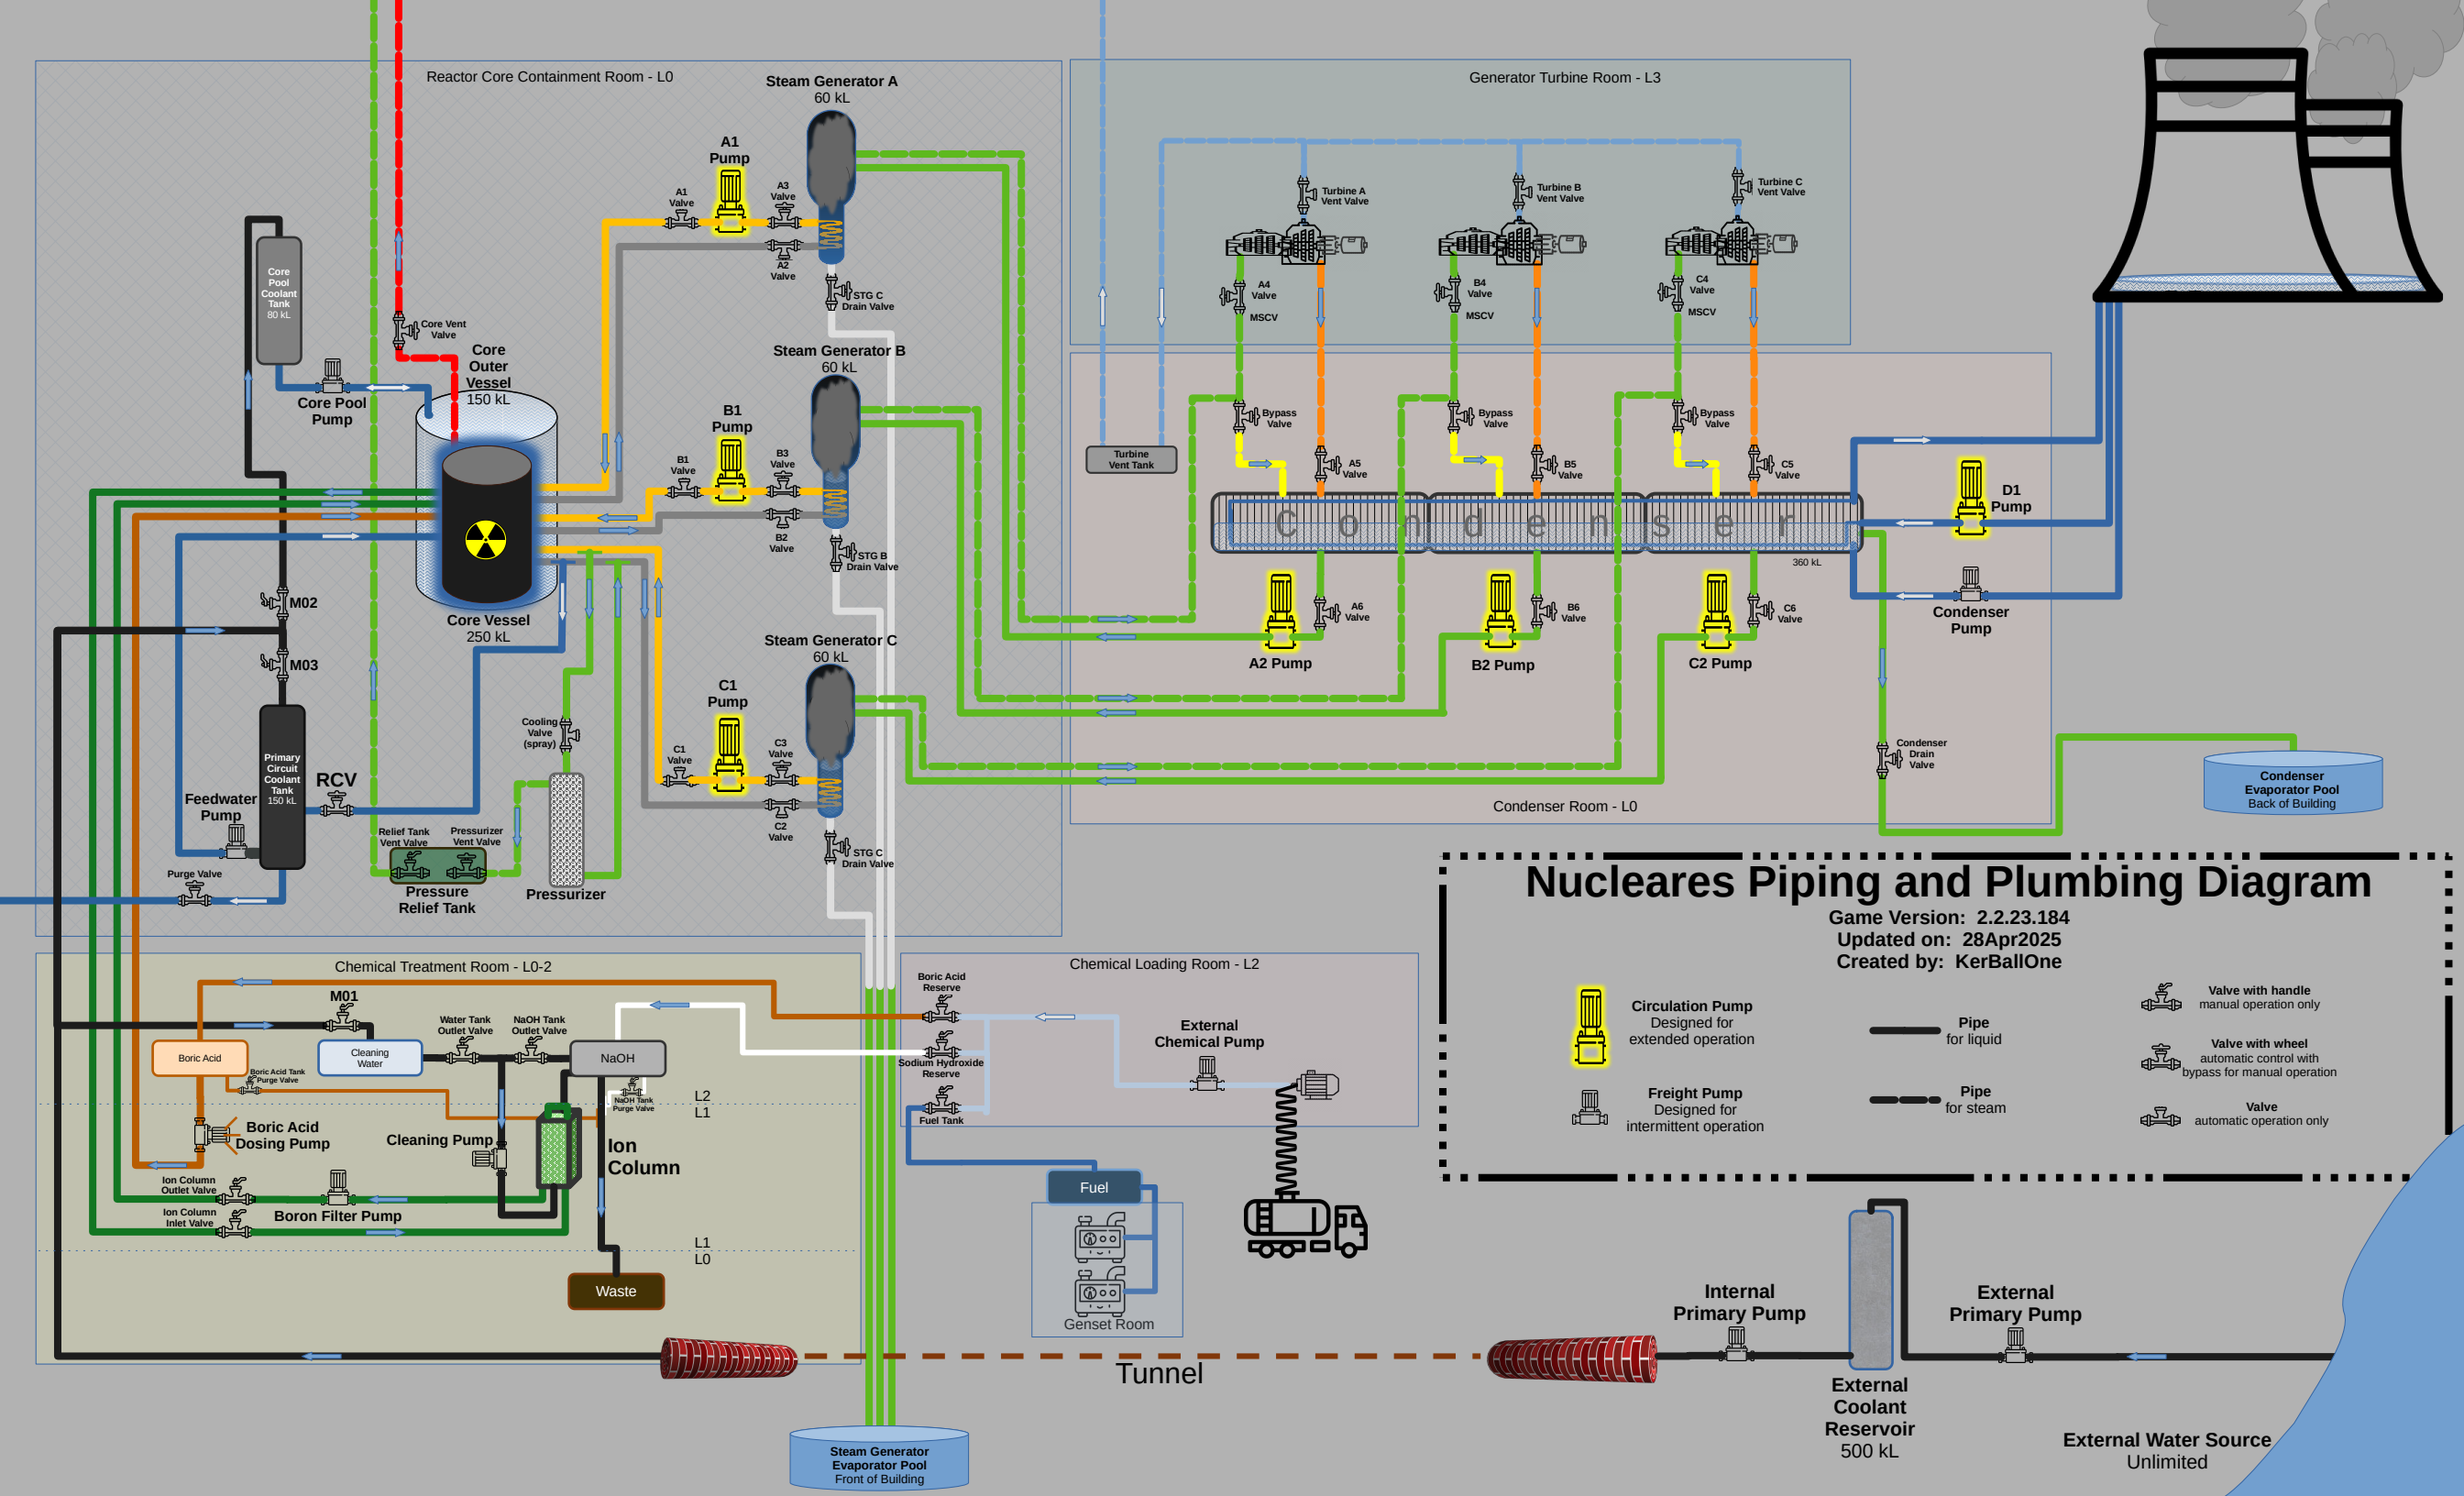 Reactor Core Containment Room - L0
Steam Generator A
60 kL
A1
Pump
A1
Valve
A3
Valve
A2
Valve
STG C
Drain Valve
Core
Pool
Coolant
Tank
80 kL
Core Vent
Valve
Core
Outer
Vessel
150 kL
Core Pool
Pump
Steam Generator B
60 kL
B1
Pump
B1
Valve
B3
Valve
B2
Valve
STG B
Drain Valve
M02
M03
Core Vessel
250 kL
Steam Generator C
60 kL
C1
Pump
C1
Valve
C3
Valve
C2
Valve
STG C
Drain Valve
Cooling
Valve
(spray)
Primary
Circuit
Coolant
Tank
150 kL
RCV
Feedwater
Pump
Relief Tank
Vent Valve
Pressurizer
Vent Valve
Purge Valve
Pressure
Relief Tank
Pressurizer
Generator Turbine Room - L3
Turbine A
Vent Valve
Turbine B
Vent Valve
Turbine C
Vent Valve
A4
Valve
MSCV
B4
Valve
MSCV
C4
Valve
MSCV
Bypass
Valve
Bypass
Valve
Bypass
Valve
Turbine
Vent Tank
A5
Valve
B5
Valve
C5
Valve
Condenser
360 kL
D1
Pump
Condenser
Pump
A6
Valve
B6
Valve
C6
Valve
A2 Pump
B2 Pump
C2 Pump
Condenser
Drain
Valve
Condenser Room - L0
Condenser
Evaporator Pool
Back of Building
Nucleares Piping and Plumbing Diagram
Game Version: 2.2.23.184
Updated on: 28Apr2025
Created by: KerBallOne
Circulation Pump
Designed for
extended operation
Freight Pump
Designed for
intermittent operation
Pipe
for liquid
Pipe
for steam
Valve with handle
manual operation only
Valve with wheel
automatic control with
bypass for manual operation
Valve
automatic operation only
Chemical Treatment Room - L0-2
M01
Water Tank
Outlet Valve
NaOH Tank
Outlet Valve
Boric Acid
Cleaning
Water
NaOH
Boric Acid Tank
Purge Valve
NaOH Tank
Purge Valve
L2
L1
Boric Acid
Dosing Pump
Cleaning Pump
Ion
Column
Ion Column
Outlet Valve
Boron Filter Pump
Ion Column
Inlet Valve
L1
L0
Waste
Chemical Loading Room - L2
Boric Acid
Reserve
Sodium Hydroxide
Reserve
Fuel Tank
External
Chemical Pump
Fuel
Genset Room
Tunnel
Steam Generator
Evaporator Pool
Front of Building
Internal
Primary Pump
External
Primary Pump
External
Coolant
Reservoir
500 kL
External Water Source
Unlimited